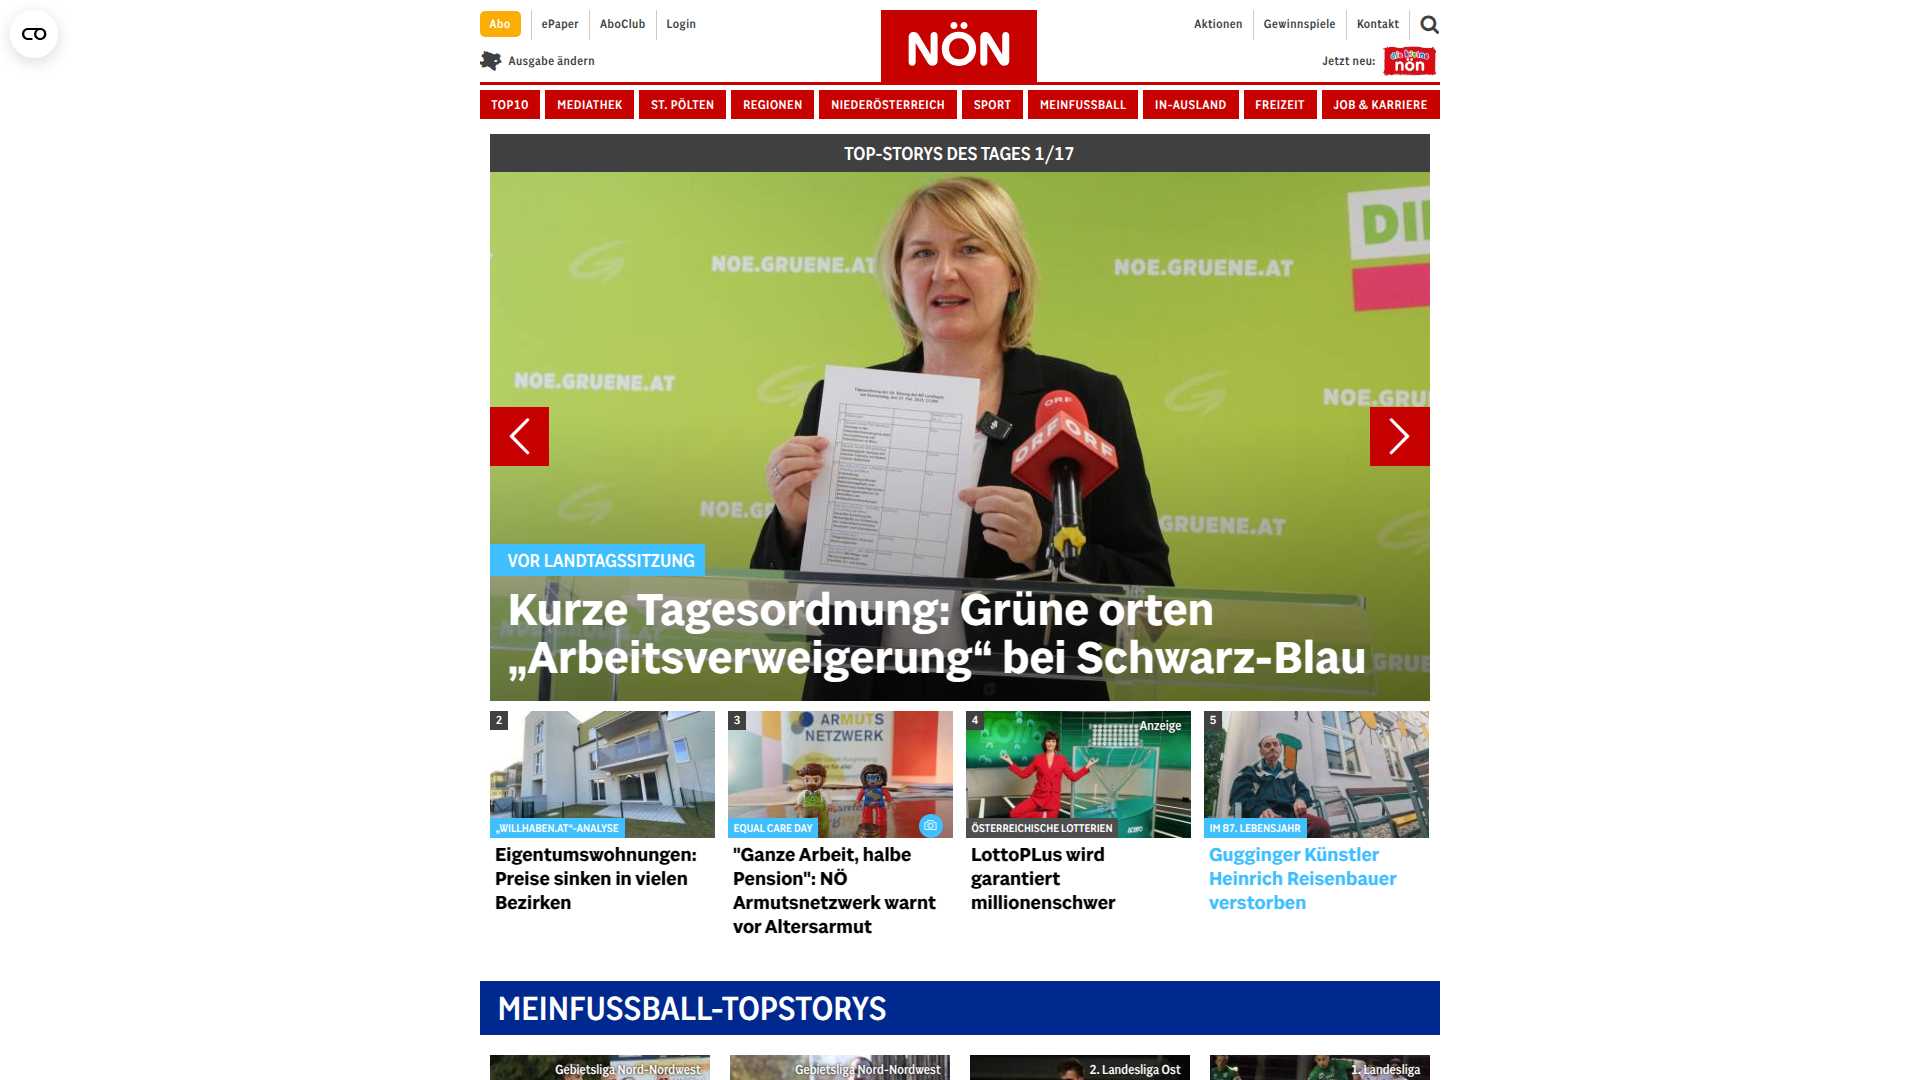 Abo
ePaper
AboClub
Login
NÖN
Aktionen
Gewinnspiele
Kontakt
Ausgabe ändern
Jetzt neu:
die kleine
nön
TOP10
MEDIATHEK
ST. PÖLTEN
REGIONEN
NIEDERÖSTERREICH
SPORT
MEINFUSSBALL
IN-AUSLAND
FREIZEIT
JOB & KARRIERE
TOP-STORYS DES TAGES 1/17
NOE.GRUENE.AT
NOE.GRUENE.AT
NOE.GRUENE.AT
NOE.GRU
ORF
ORF
ORF
GRUENE.AT
VOR LANDTAGSSITZUNG
Kurze Tagesordnung: Grüne orten
„Arbeitsverweigerung“ bei Schwarz-Blau
2
„WILLHABEN.AT“-ANALYSE
Eigentumswohnungen:
Preise sinken in vielen
Bezirken
3
ARMUTS
NETZWERK
EQUAL CARE DAY
"Ganze Arbeit, halbe
Pension": NÖ
Armutsnetzwerk warnt
vor Altersarmut
4
Anzeige
ÖSTERREICHISCHE LOTTERIEN
LottoPLus wird
garantiert
millionenschwer
5
IM 87. LEBENSJAHR
Gugginger Künstler
Heinrich Reisenbauer
verstorben
MEINFUSSBALL-TOPSTORYS
Gebietsliga Nord-Nordwest
Gebietsliga Nord-Nordwest
2. Landesliga Ost
1. Landesliga